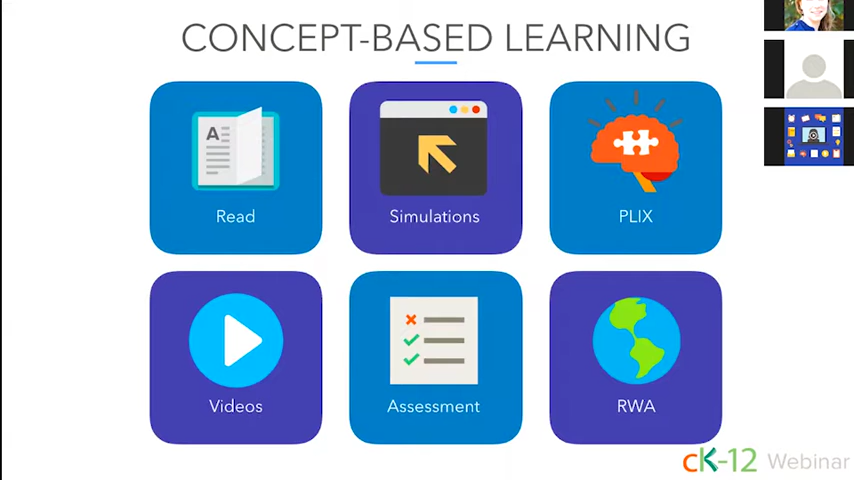 CONCEPT-BASED LEARNING
A
Read
Simulations
PLIX
Videos
Assessment
RWA
cK-12 Webinar